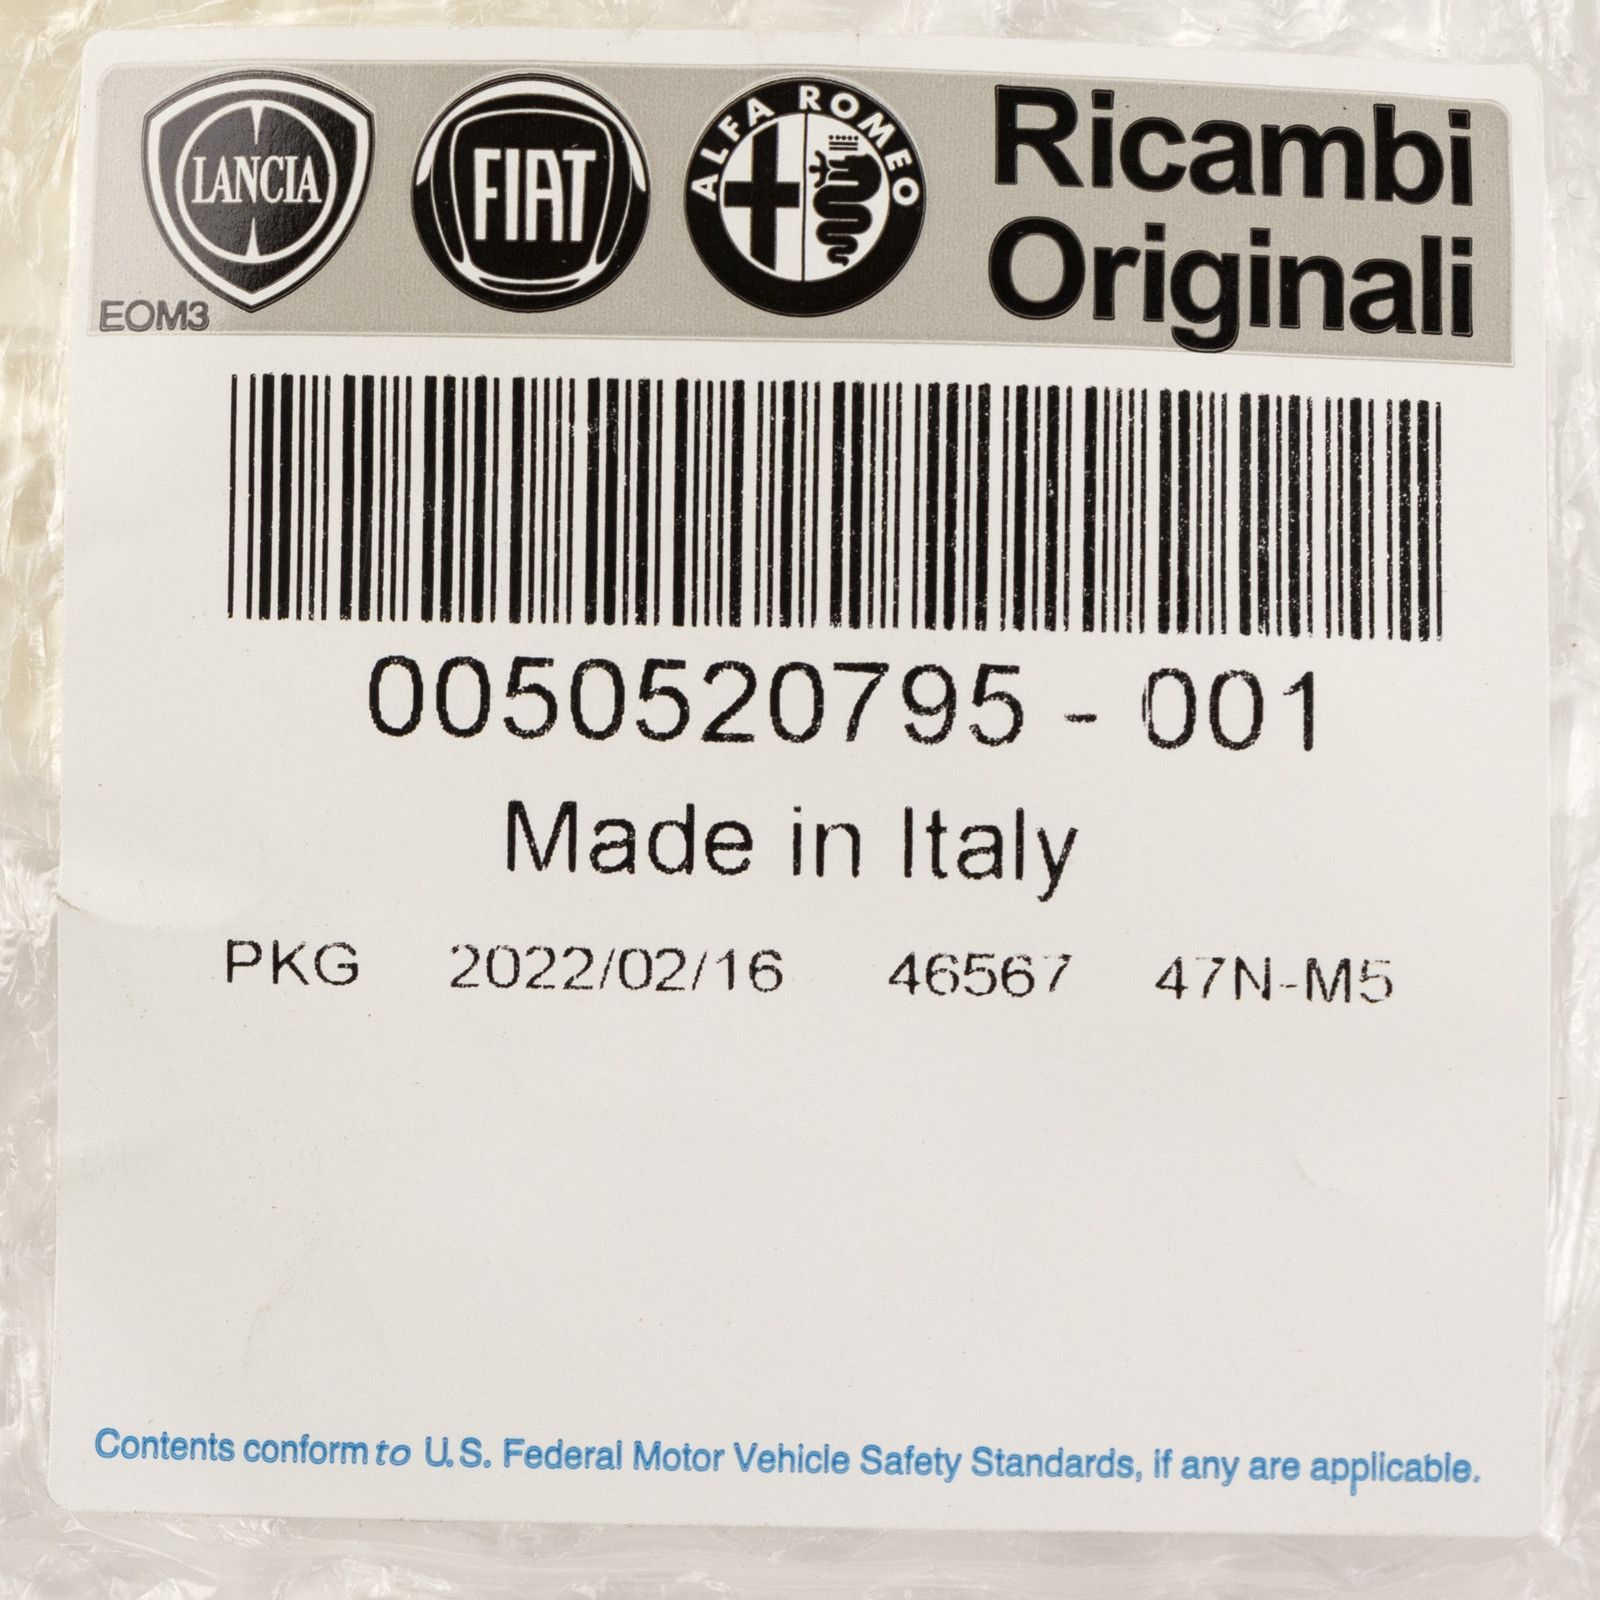 LANCIA
FIAT
ALFA ROMEO
Ricambi
Originali
EOM3
0050520795 - 001
Made in Italy
PKG 2022/02/16 46567 47N-M5
Contents conform to U.S. Federal Motor Vehicle Safety Standards, if any are applicable.